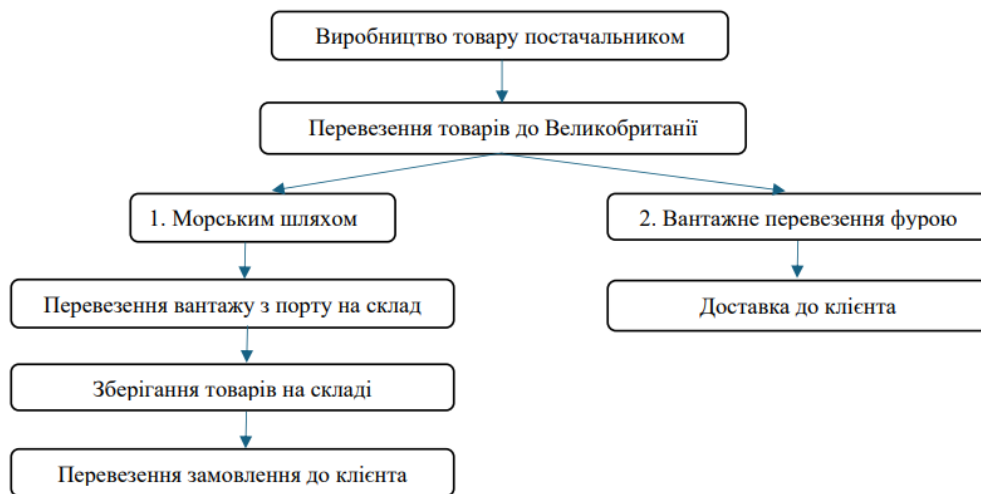 Виробництво товару постачальником
Перевезення товарів до Великобританії
1. Морським шляхом
2. Вантажне перевезення фурою
Перевезення вантажу з порту на склад
Доставка до клієнта
Зберігання товарів на складі
Перевезення замовлення до клієнта